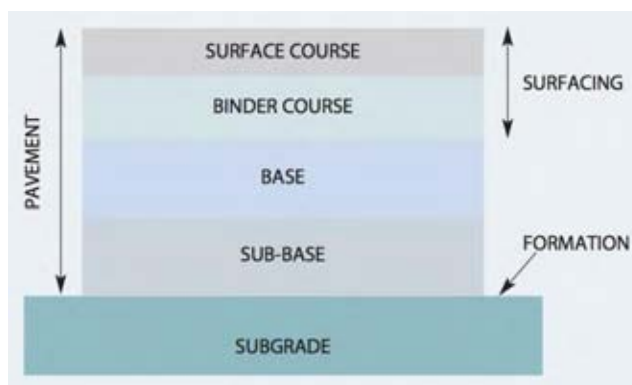 SURFACE COURSE
SURFACING
BINDER COURSE
PAVEMENT
BASE
SUB-BASE
FORMATION
SUBGRADE